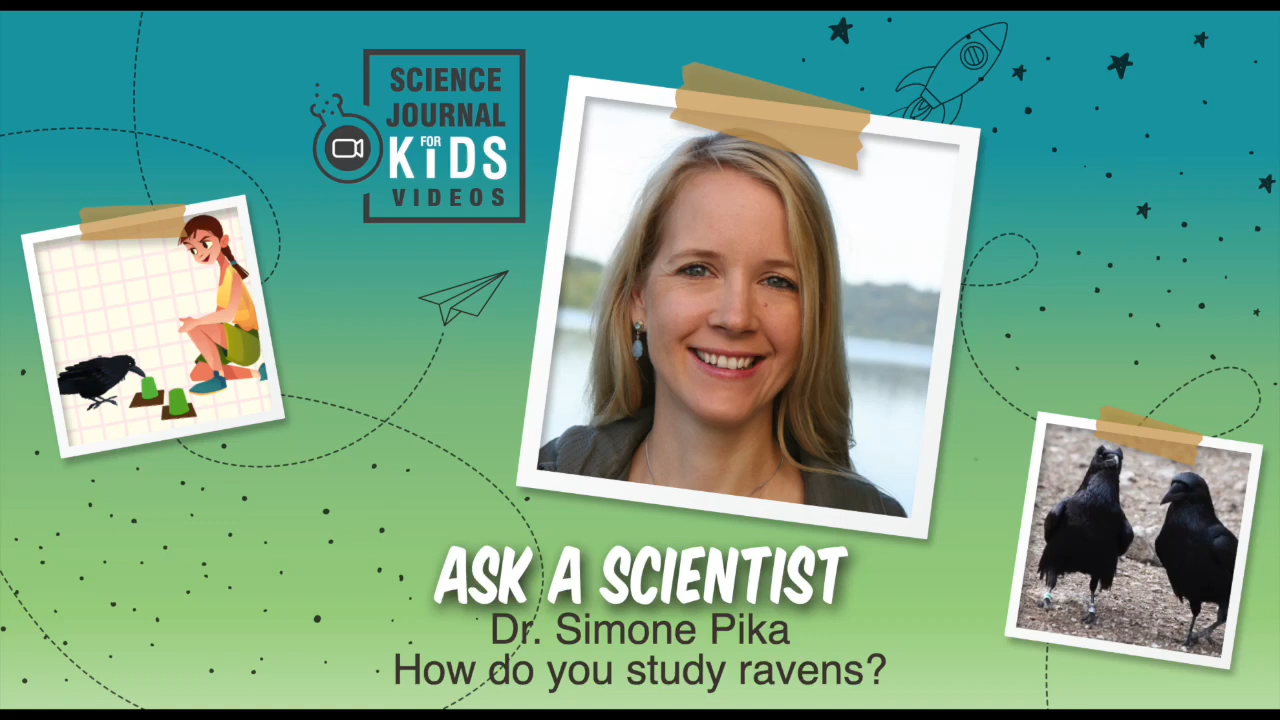 SCIENCE
JOURNAL
FOR
KiDS
VIDEOS
ASK A SCIENTIST
Dr. Simone Pika
How do you study ravens?